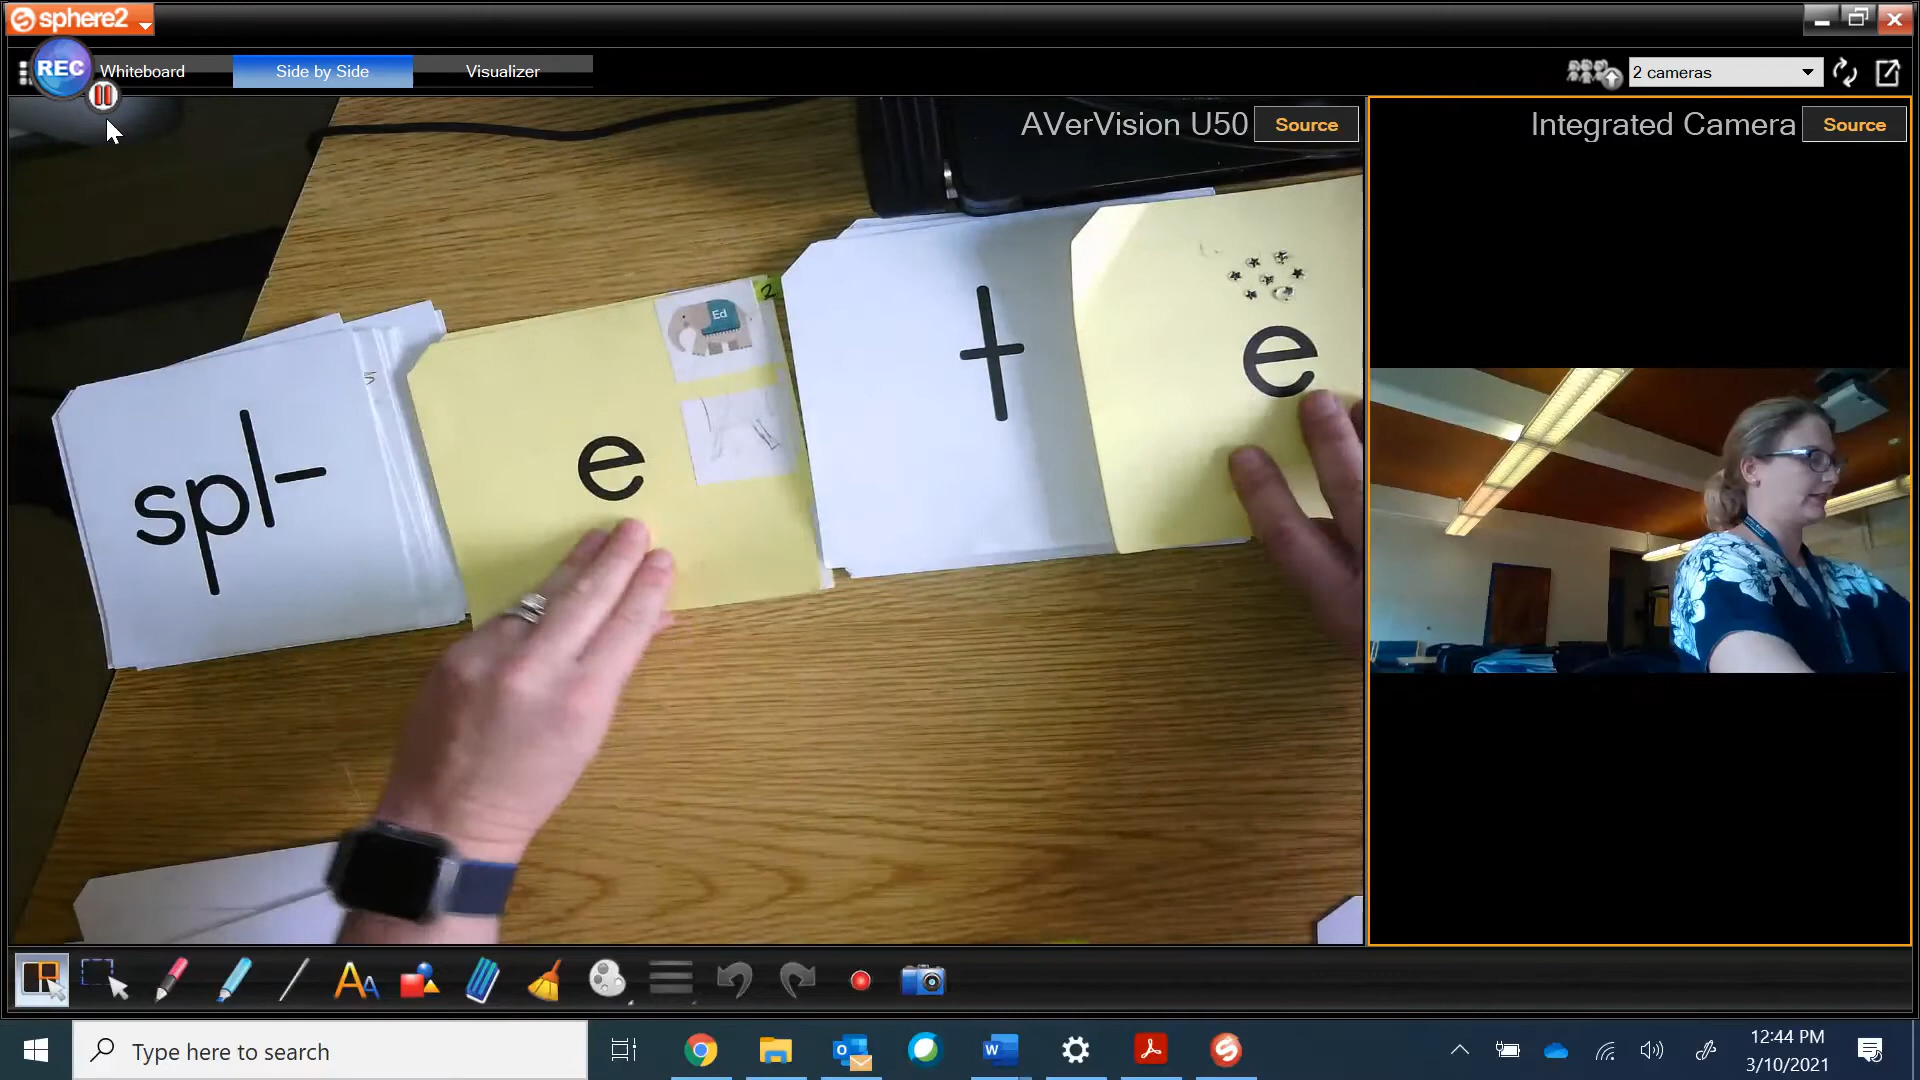 sphere2
REC
Whiteboard
Side by Side
Visualizer
2 cameras
AVerVision U50
Source
Integrated Camera
Source
spl-
e
Ed
2
t
e
Type here to search
12:44 PM
3/10/2021